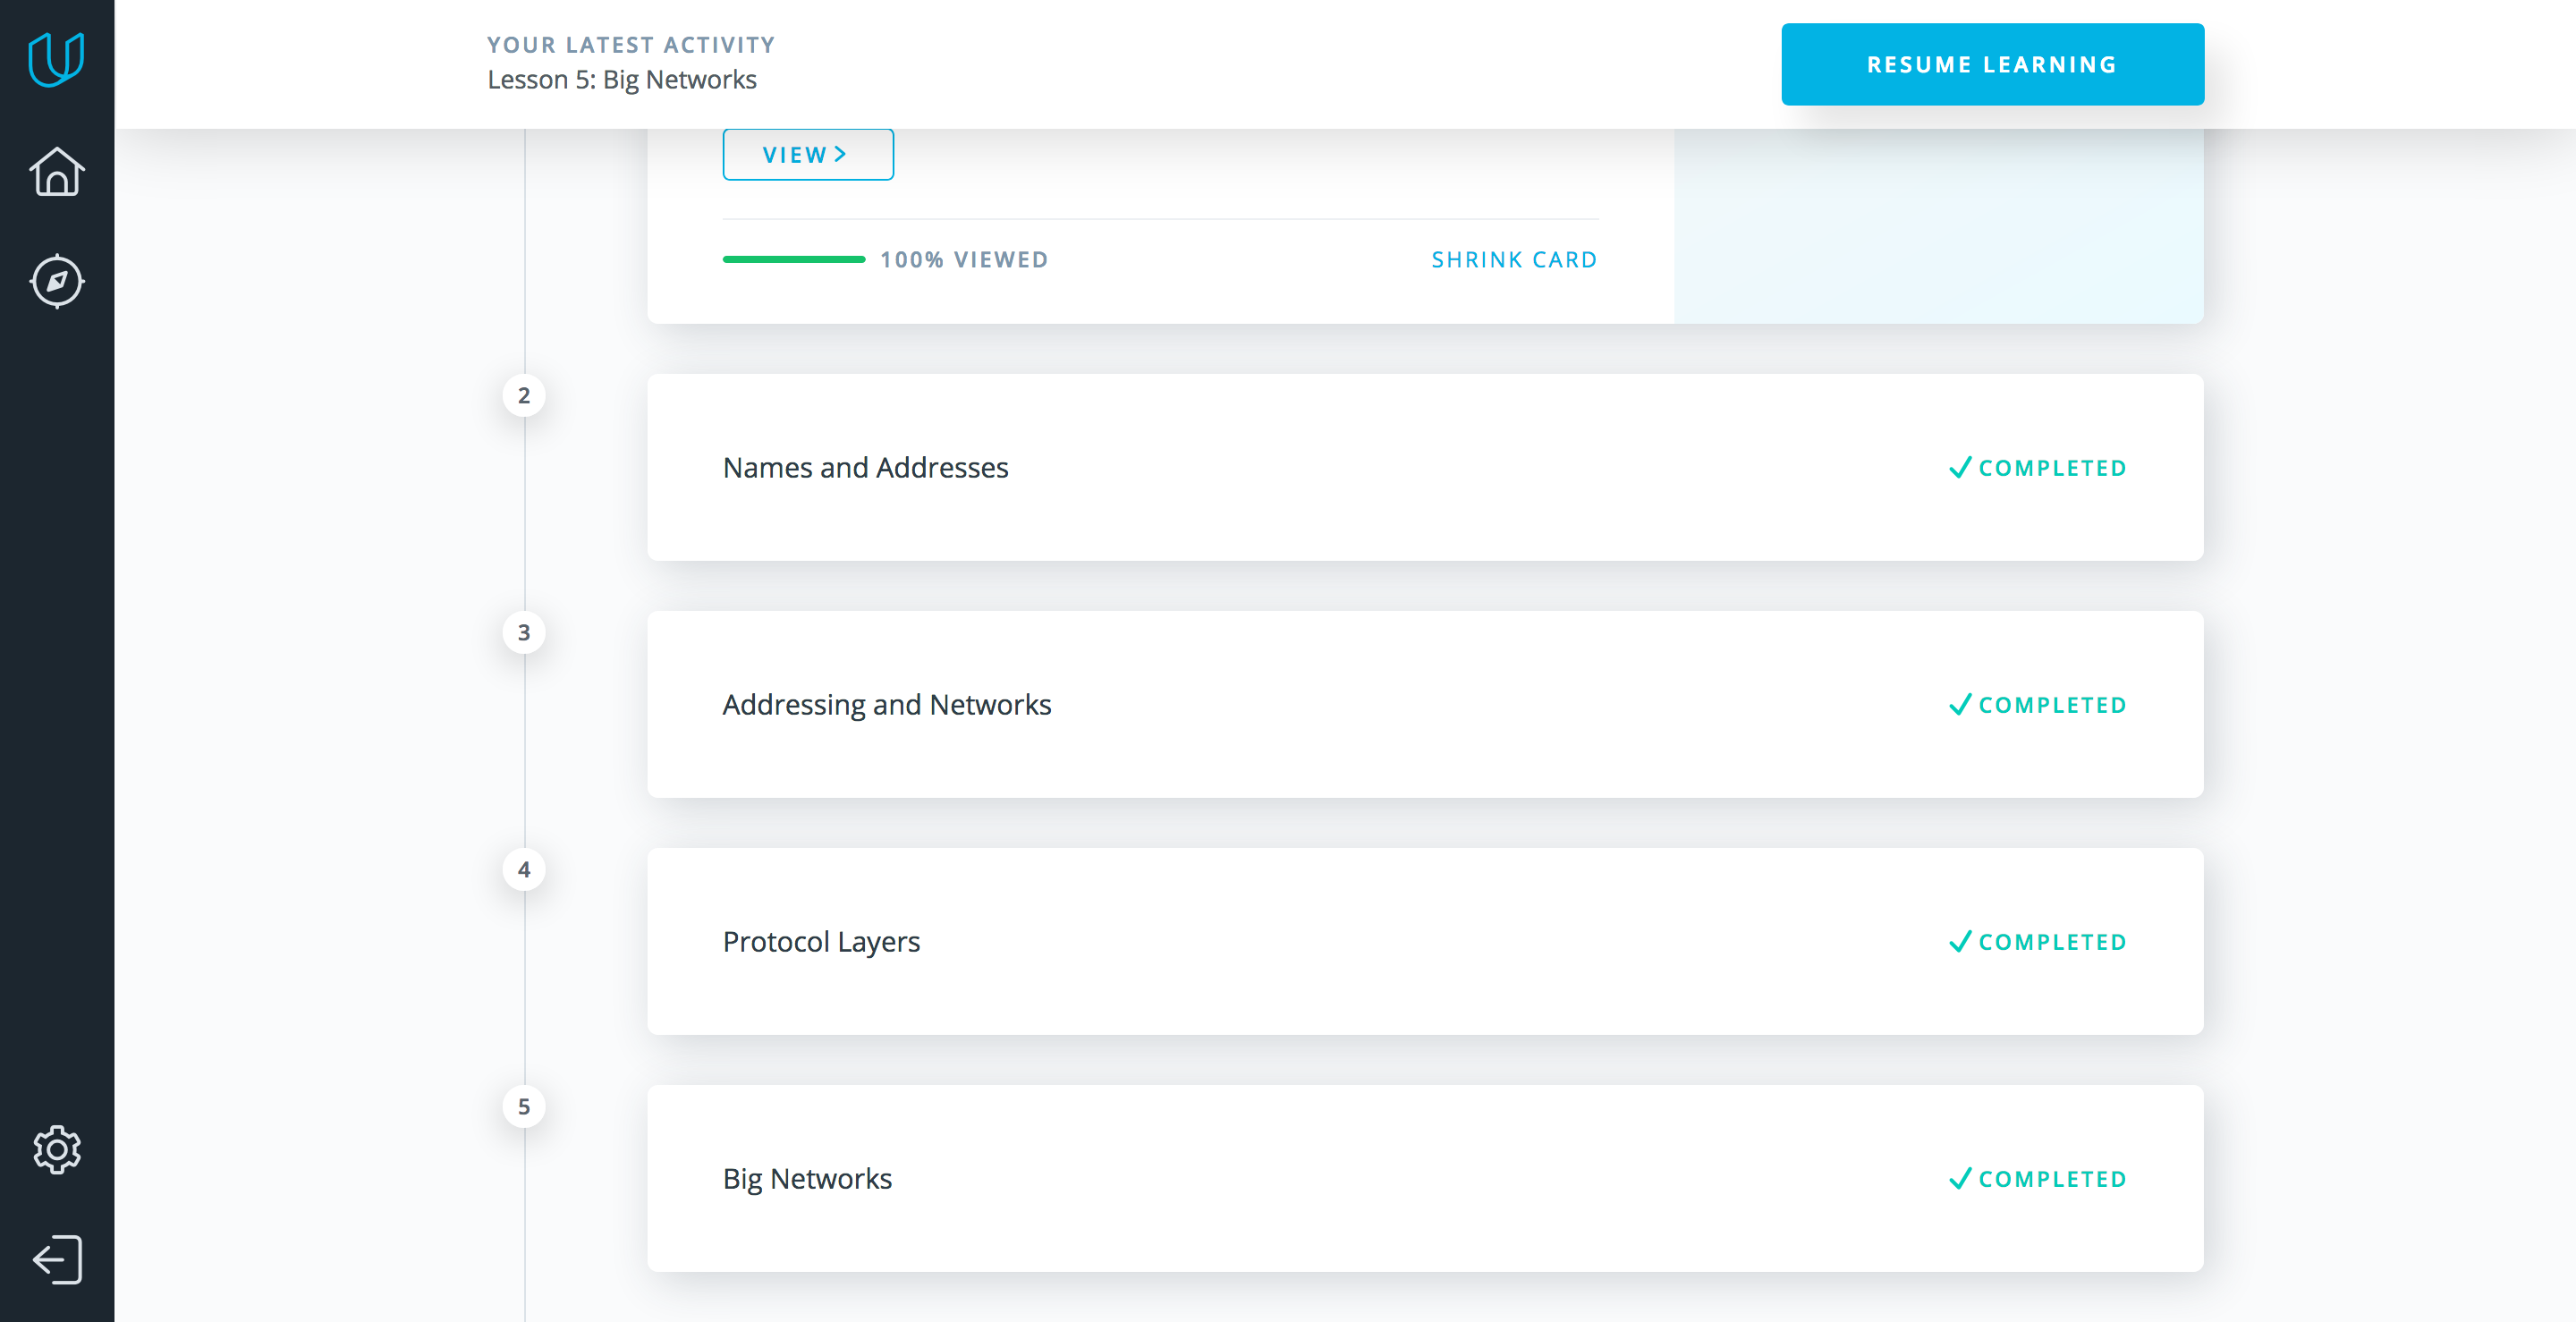 YOUR LATEST ACTIVITY
Lesson 5: Big Networks
RESUME LEARNING
VIEW >
100% VIEWED
SHRINK CARD
2
Names and Addresses
COMPLETED
3
Addressing and Networks
COMPLETED
4
Protocol Layers
COMPLETED
5
Big Networks
COMPLETED